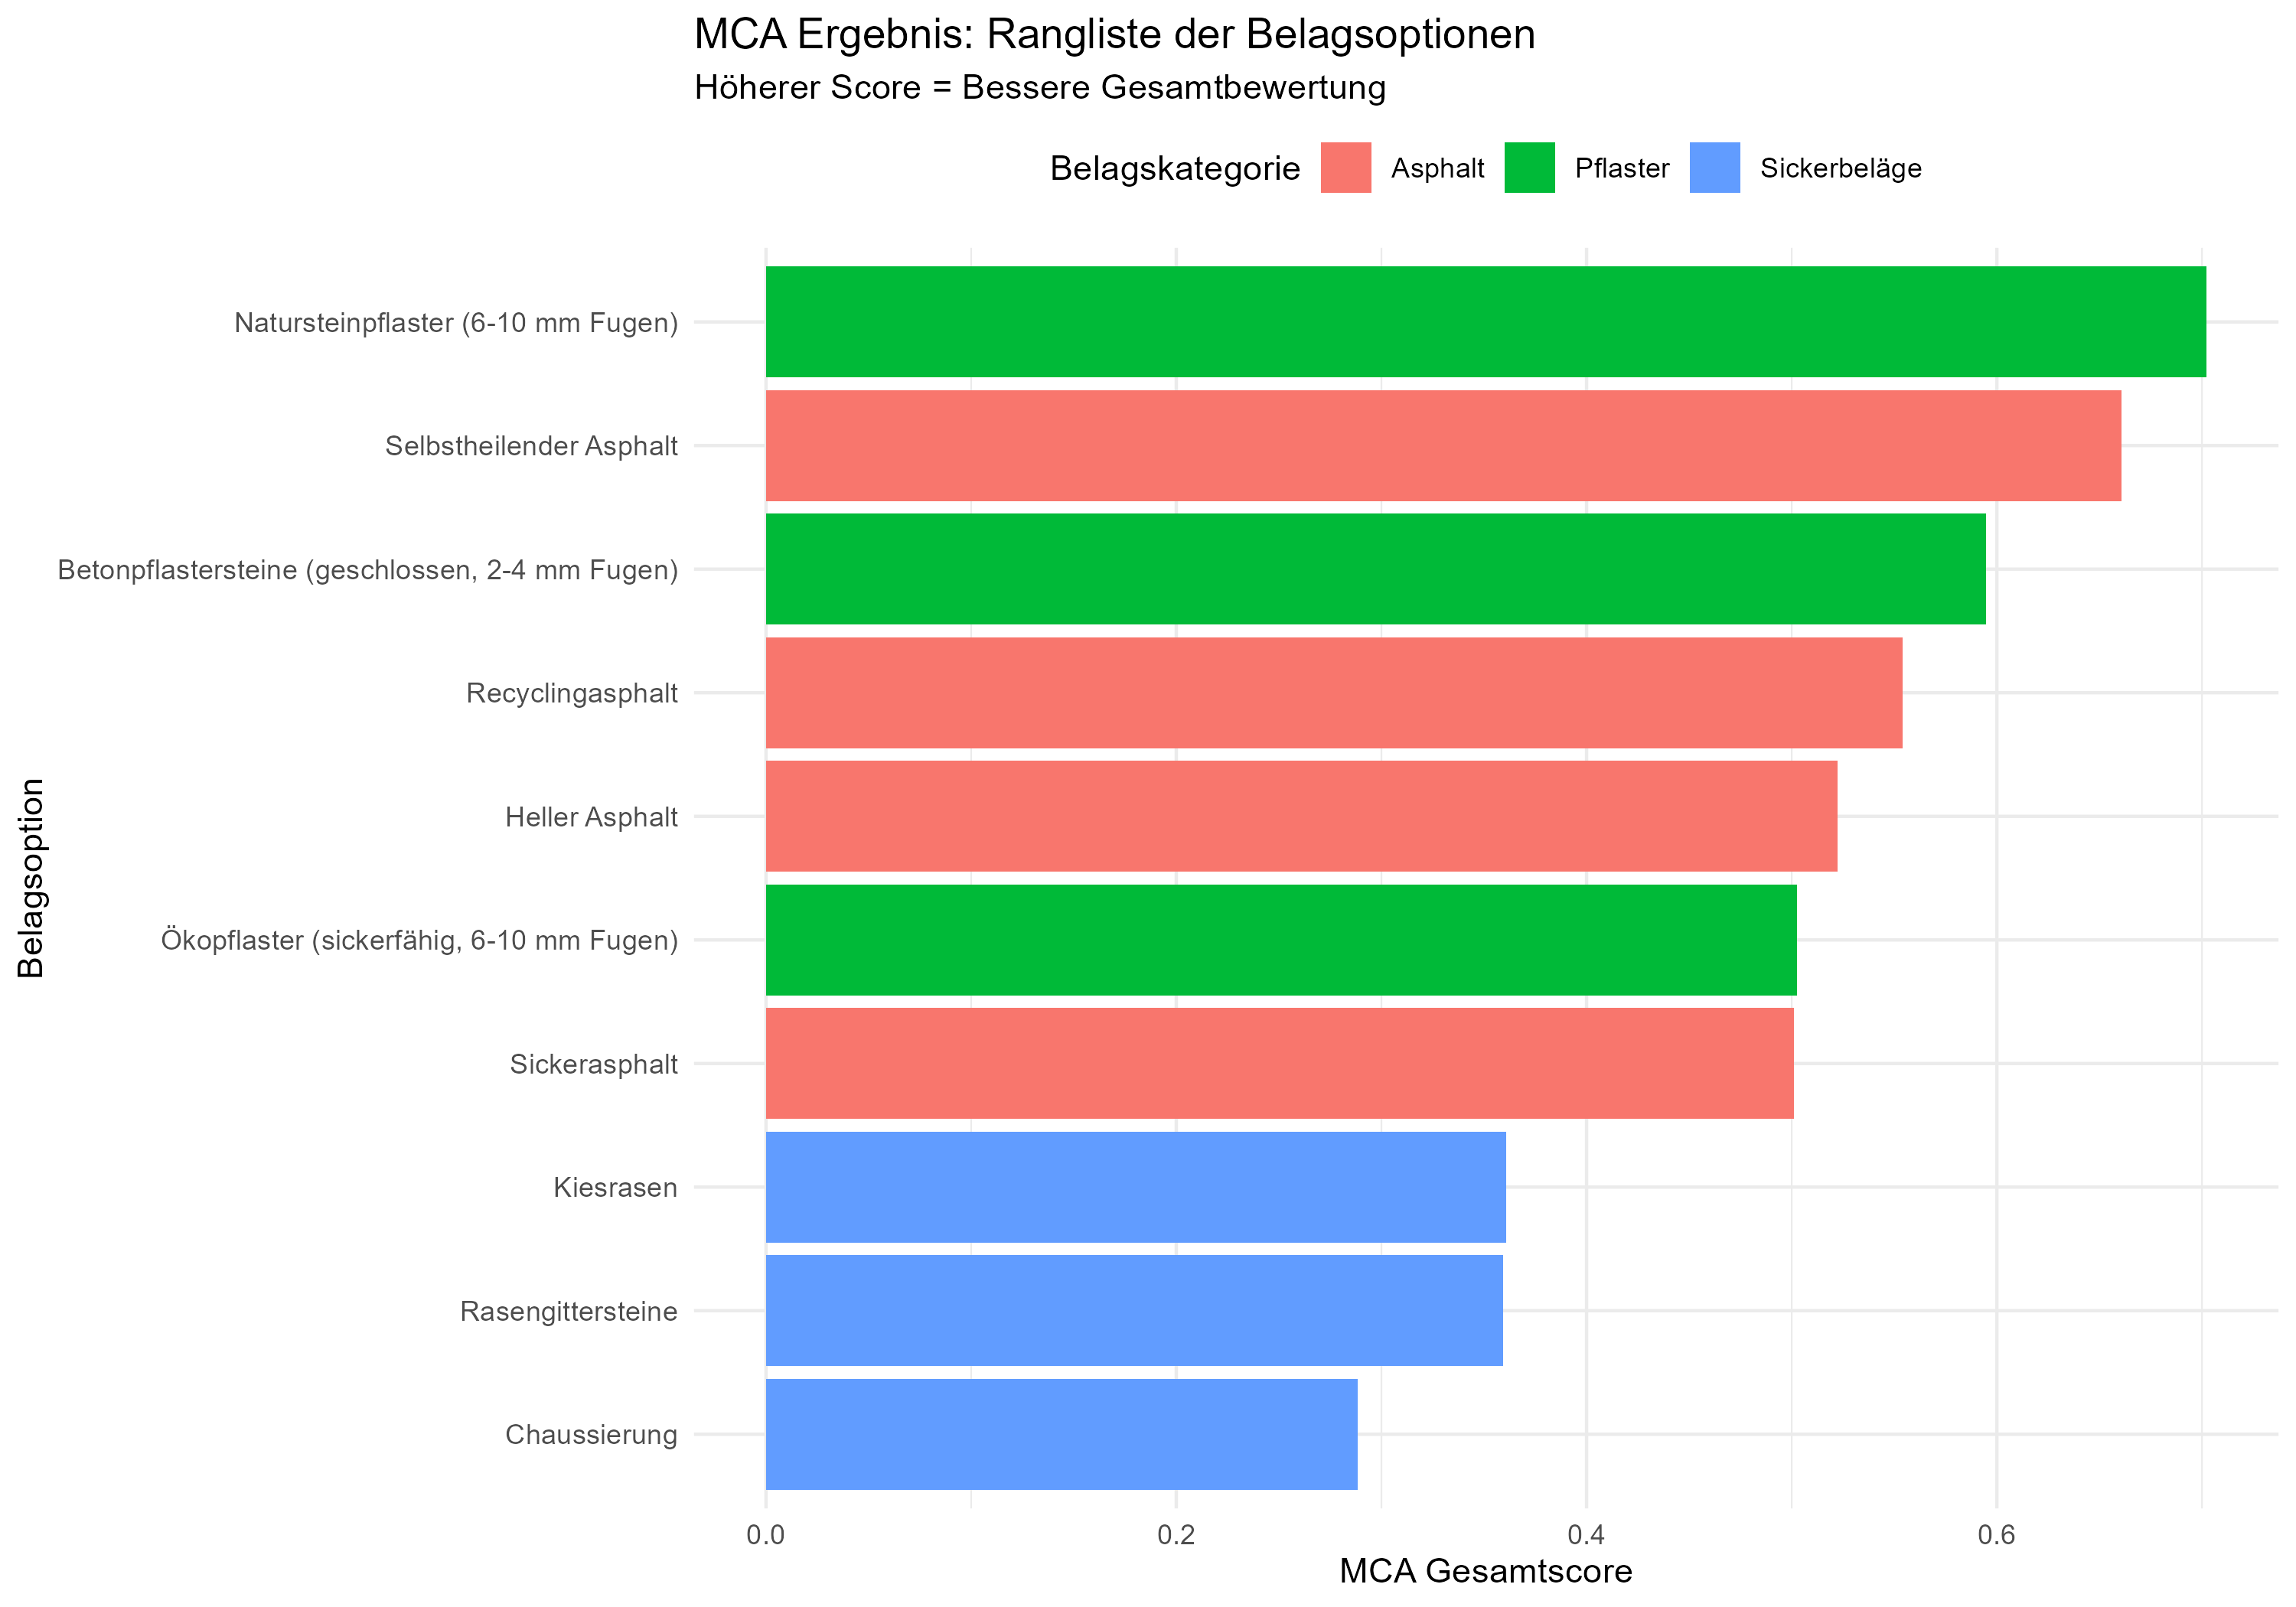 MCA Ergebnis: Rangliste der Belagsoptionen
Höherer Score = Bessere Gesamtbewertung
Belagskategorie Asphalt Pflaster Sickerbeläge
Natursteinpflaster (6-10 mm Fugen)
Selbstheilender Asphalt
Betonpflastersteine (geschlossen, 2-4 mm Fugen)
Recyclingasphalt
Heller Asphalt
Ökopflaster (sickerfähig, 6-10 mm Fugen)
Sickerasphalt
Kiesrasen
Rasengittersteine
Chaussierung
Belagsoption
0.0 0.2 0.4 0.6
MCA Gesamtscore